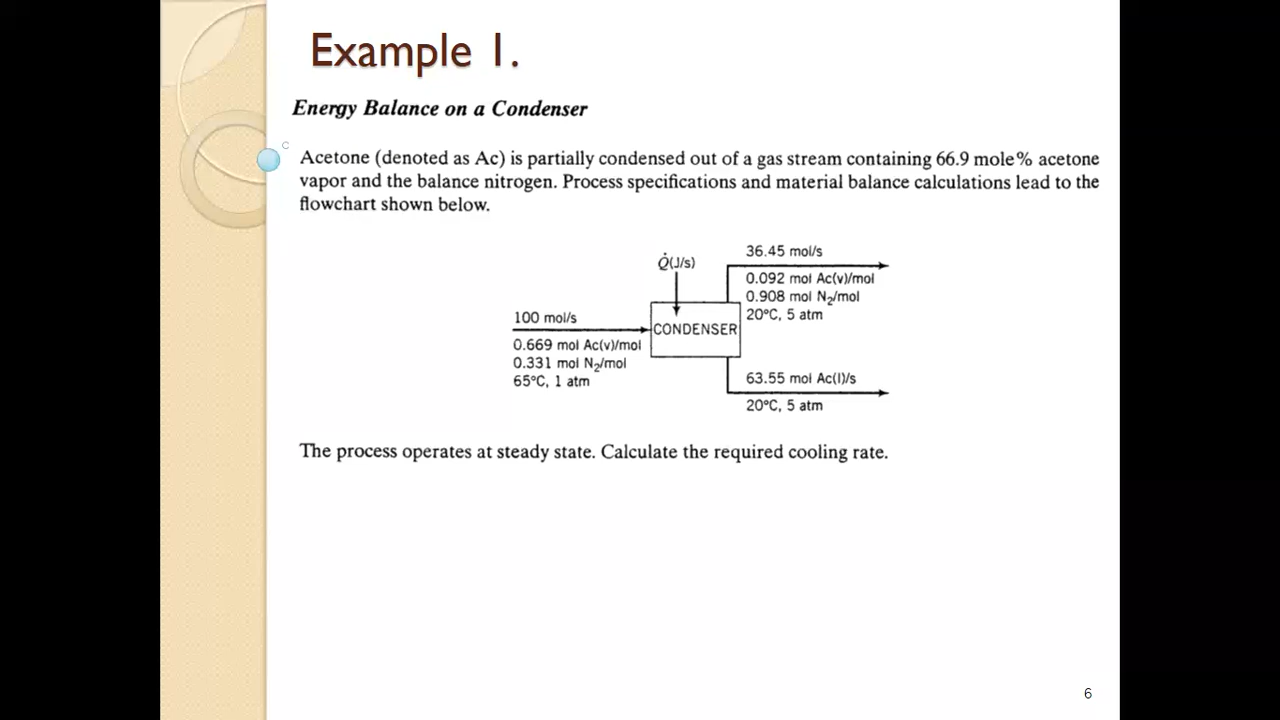 Example 1.
Energy Balance on a Condenser
Acetone (denoted as Ac) is partially condensed out of a gas stream containing 66.9 mole% acetone
vapor and the balance nitrogen. Process specifications and material balance calculations lead to the
flowchart shown below.
Q̇(J/s)
36.45 mol/s
0.092 mol Ac(v)/mol
0.908 mol N₂/mol
20°C, 5 atm
100 mol/s
CONDENSER
0.669 mol Ac(v)/mol
0.331 mol N₂/mol
65°C, 1 atm
63.55 mol Ac(l)/s
20°C, 5 atm
The process operates at steady state. Calculate the required cooling rate.
6